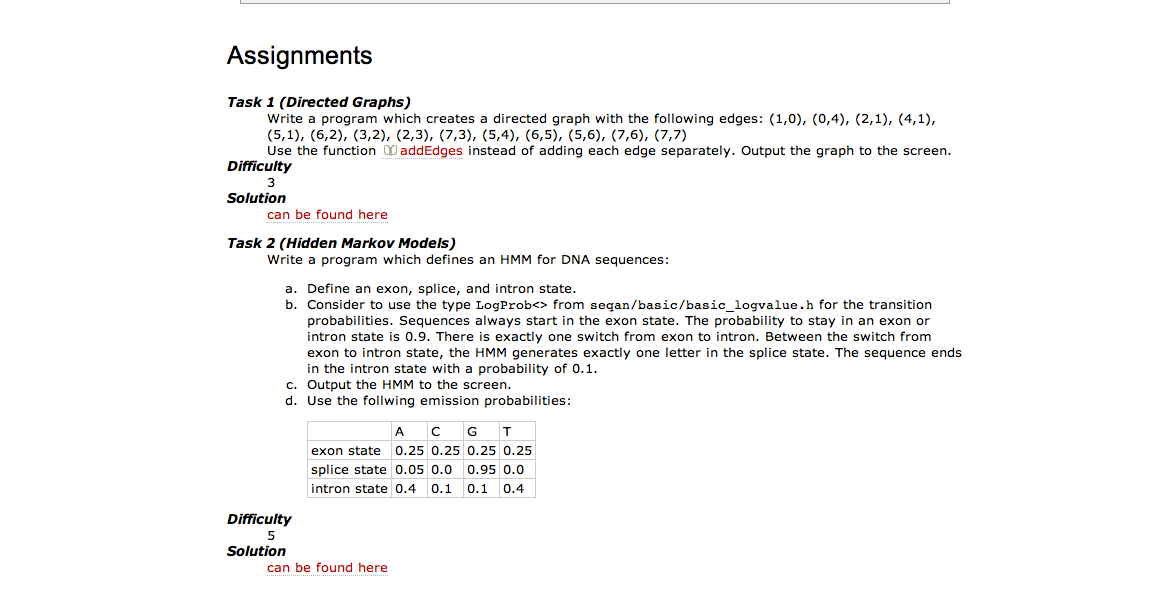 Assignments
Task 1 (Directed Graphs)
Write a program which creates a directed graph with the following edges: (1,0), (0,4), (2,1), (4,1),
(5,1), (6,2), (3,2), (2,3), (7,3), (5,4), (6,5), (5,6), (7,6), (7,7)
Use the function addEdges instead of adding each edge separately. Output the graph to the screen.
Difficulty
3
Solution
can be found here
Task 2 (Hidden Markov Models)
Write a program which defines an HMM for DNA sequences:
a. Define an exon, splice, and intron state.
b. Consider to use the type LogProb<> from seqan/basic/basic_logvalue.h for the transition
probabilities. Sequences always start in the exon state. The probability to stay in an exon or
intron state is 0.9. There is exactly one switch from exon to intron. Between the switch from
exon to intron state, the HMM generates exactly one letter in the splice state. The sequence ends
in the intron state with a probability of 0.1.
c. Output the HMM to the screen.
d. Use the follwing emission probabilities:
A C G T
exon state 0.25 0.25 0.25 0.25
splice state 0.05 0.0 0.95 0.0
intron state 0.4 0.1 0.1 0.4
Difficulty
5
Solution
can be found here